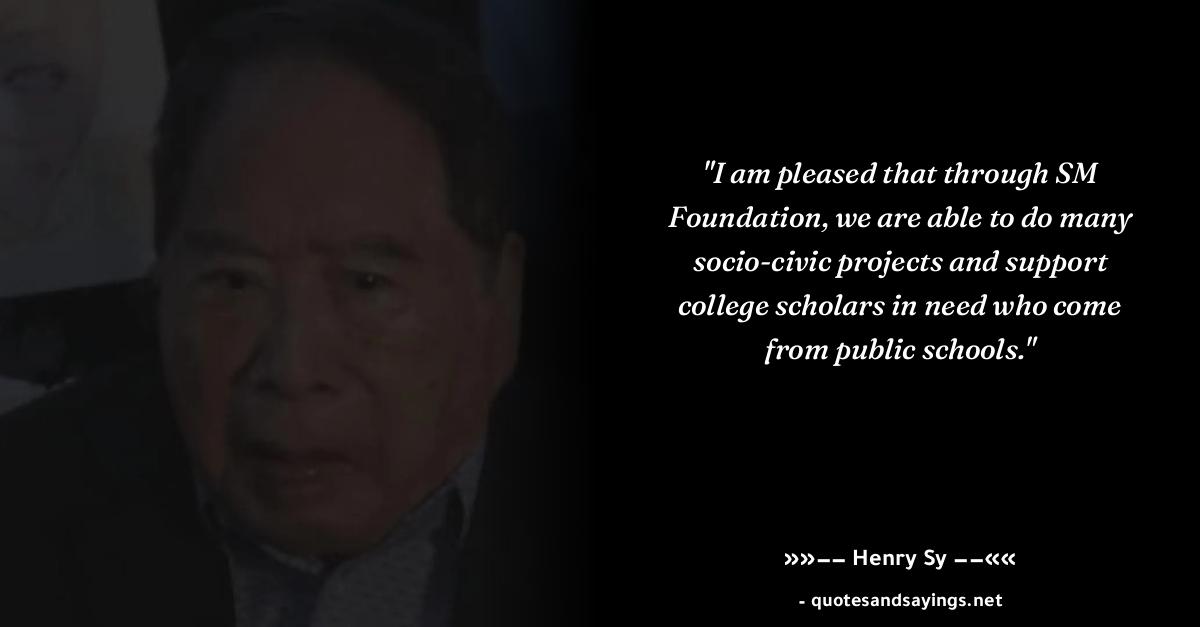 "I am pleased that through SM
Foundation, we are able to do many
socio-civic projects and support
college scholars in need who come
from public schools."
»»−− Henry Sy −−««
- quotesandsayings.net